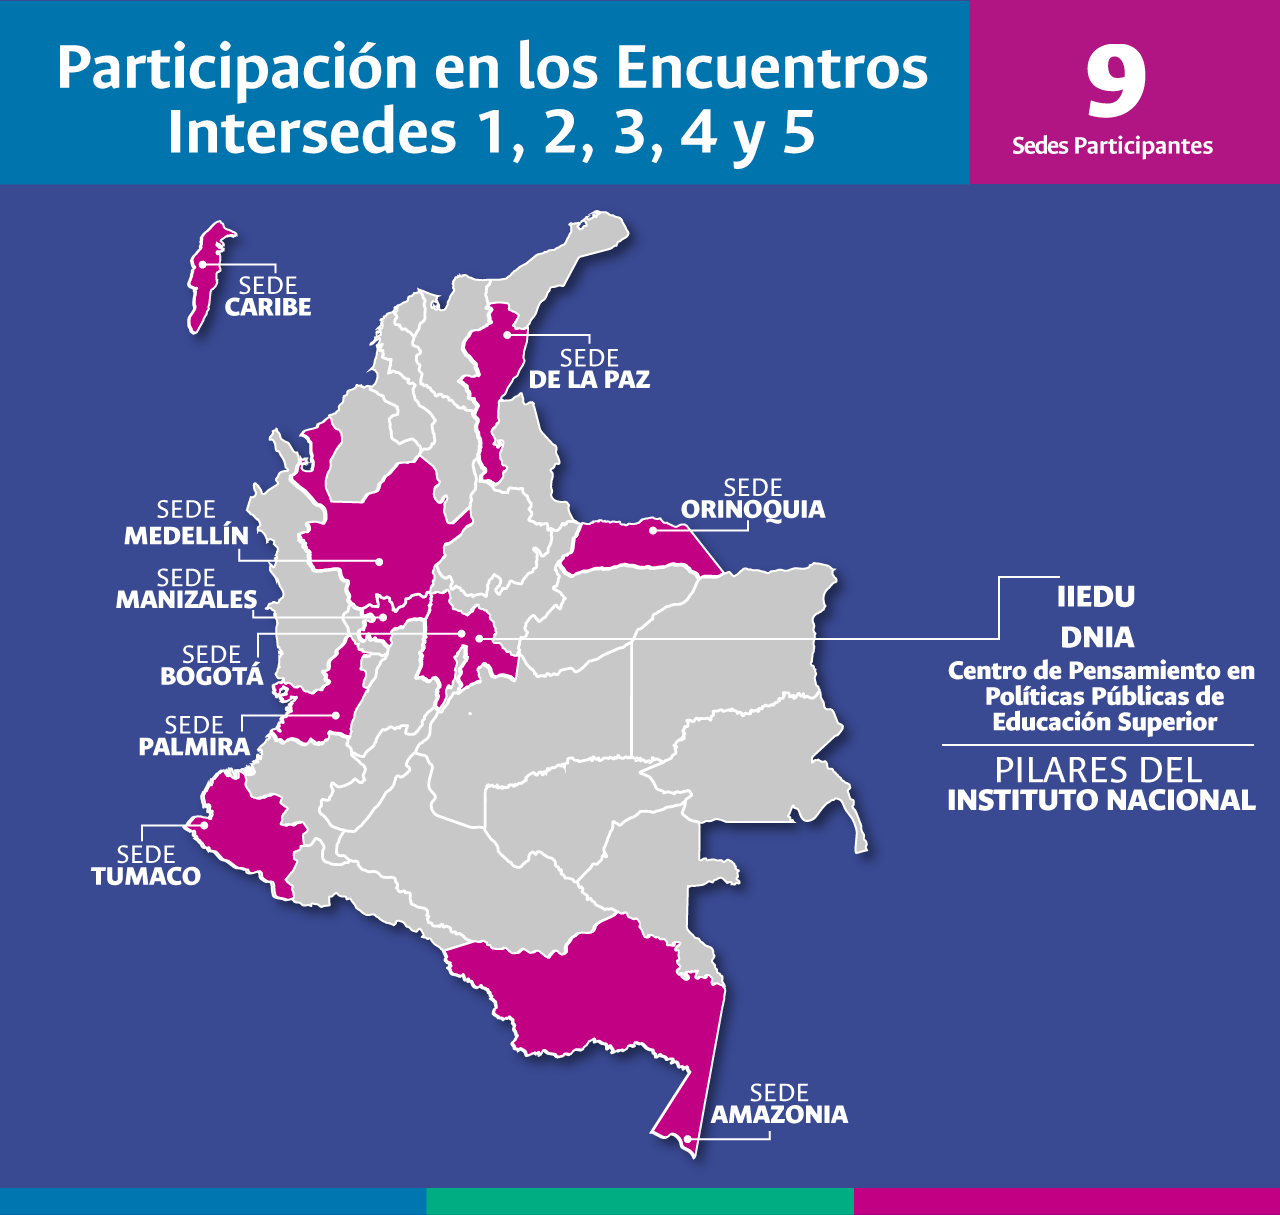 Participación en los Encuentros
Intersedes 1, 2, 3, 4 y 5
9
Sedes Participantes
SEDE
CARIBE
SEDE
DE LA PAZ
SEDE
ORINOQUIA
SEDE
MEDELLÍN
SEDE
MANIZALES
SEDE
BOGOTÁ
SEDE
PALMIRA
SEDE
TUMACO
SEDE
AMAZONIA
IIEDU
DNIA
Centro de Pensamiento en
Políticas Públicas de
Educación Superior
PILARES DEL
INSTITUTO NACIONAL